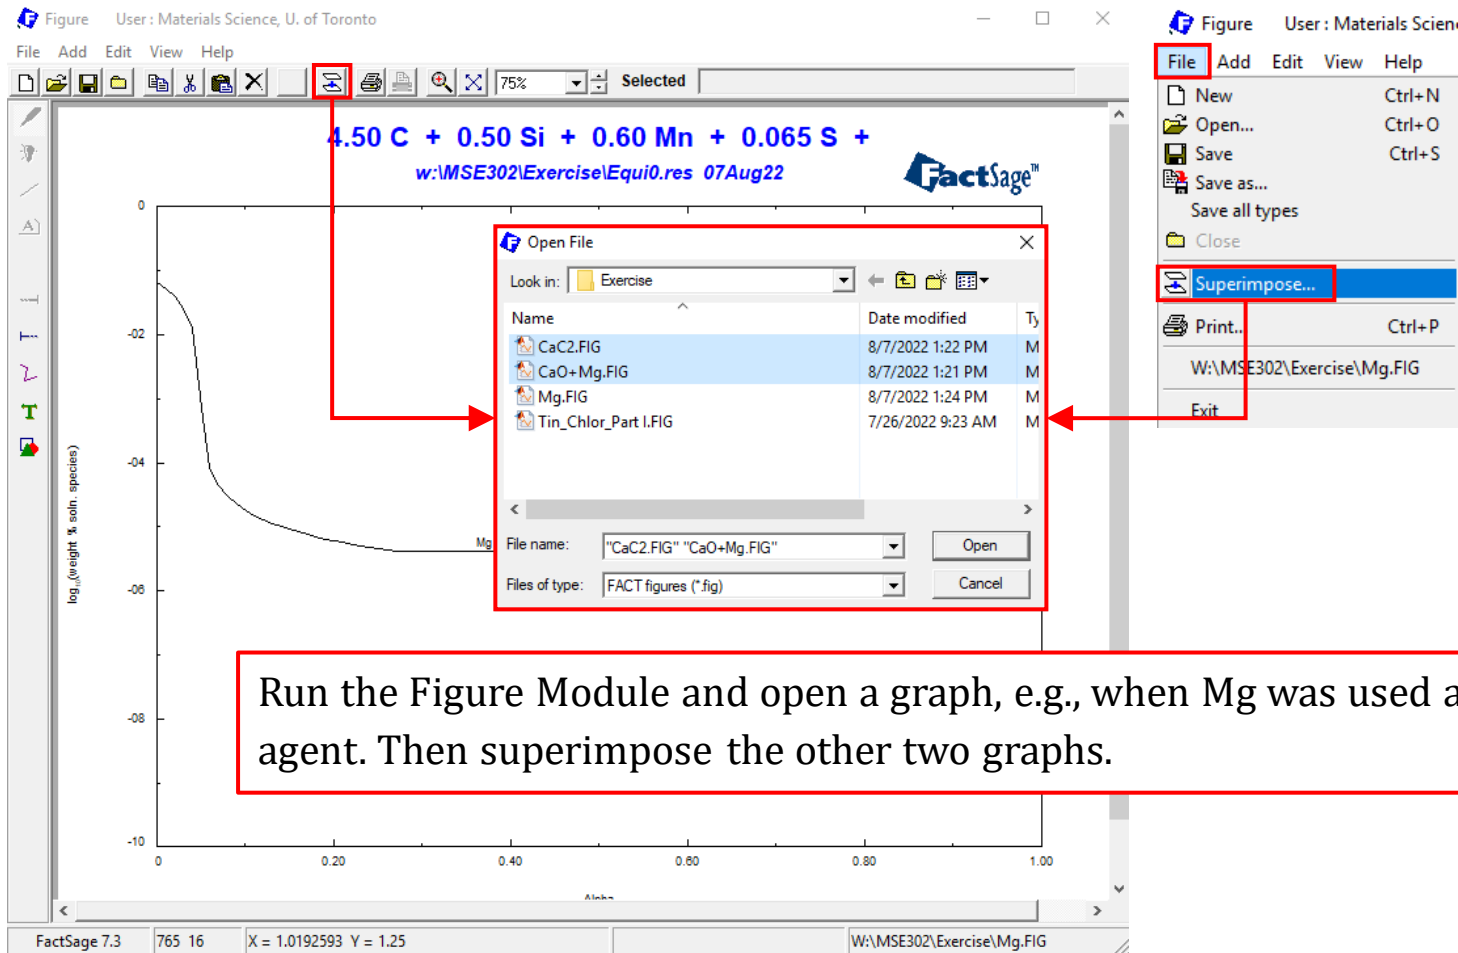 Figure User : Materials Science, U. of Toronto
File Add Edit View Help
75% Selected
4.50 C + 0.50 Si + 0.60 Mn + 0.065 S +
w:\MSE302\Exercise\Equi0.res 07Aug22
FactSage™
0
-02
-04
-06
-08
-10
0 0.20 0.40 0.60 0.80 1.00
log10(weight % soln. species)
Alpha
Mg
Open File
Look in: Exercise
Name Date modified Ty
CaC2.FIG 8/7/2022 1:22 PM M
CaO+Mg.FIG 8/7/2022 1:21 PM M
Mg.FIG 8/7/2022 1:24 PM M
Tin_Chlor_Part I.FIG 7/26/2022 9:23 AM M
File name: "CaC2.FIG" "CaO+Mg.FIG" Open
Files of type: FACT figures (*.fig) Cancel
Run the Figure Module and open a graph, e.g., when Mg was used a
agent. Then superimpose the other two graphs.
FactSage 7.3 765 16 X = 1.0192593 Y = 1.25 W:\MSE302\Exercise\Mg.FIG
Figure User : Materials Scien
File Add Edit View Help
New Ctrl+N
Open... Ctrl+O
Save Ctrl+S
Save as...
Save all types
Close
Superimpose...
Print... Ctrl+P
W:\MSE302\Exercise\Mg.FIG
Exit